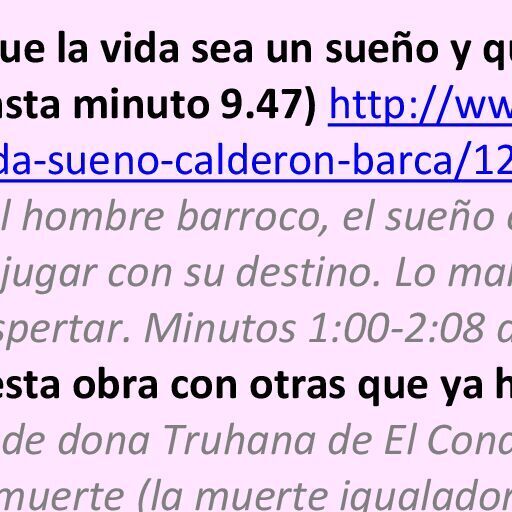 ue la vida sea un sueño y qu
asta minuto 9.47) http://ww
da-sueno-calderon-barca/12
l hombre barroco, el sueño
jugar con su destino. Lo mal
spertar. Minutos 1:00-2:08
esta obra con otras que ya h
de dona Truhana de El Cond
muerte (la muerte igualador